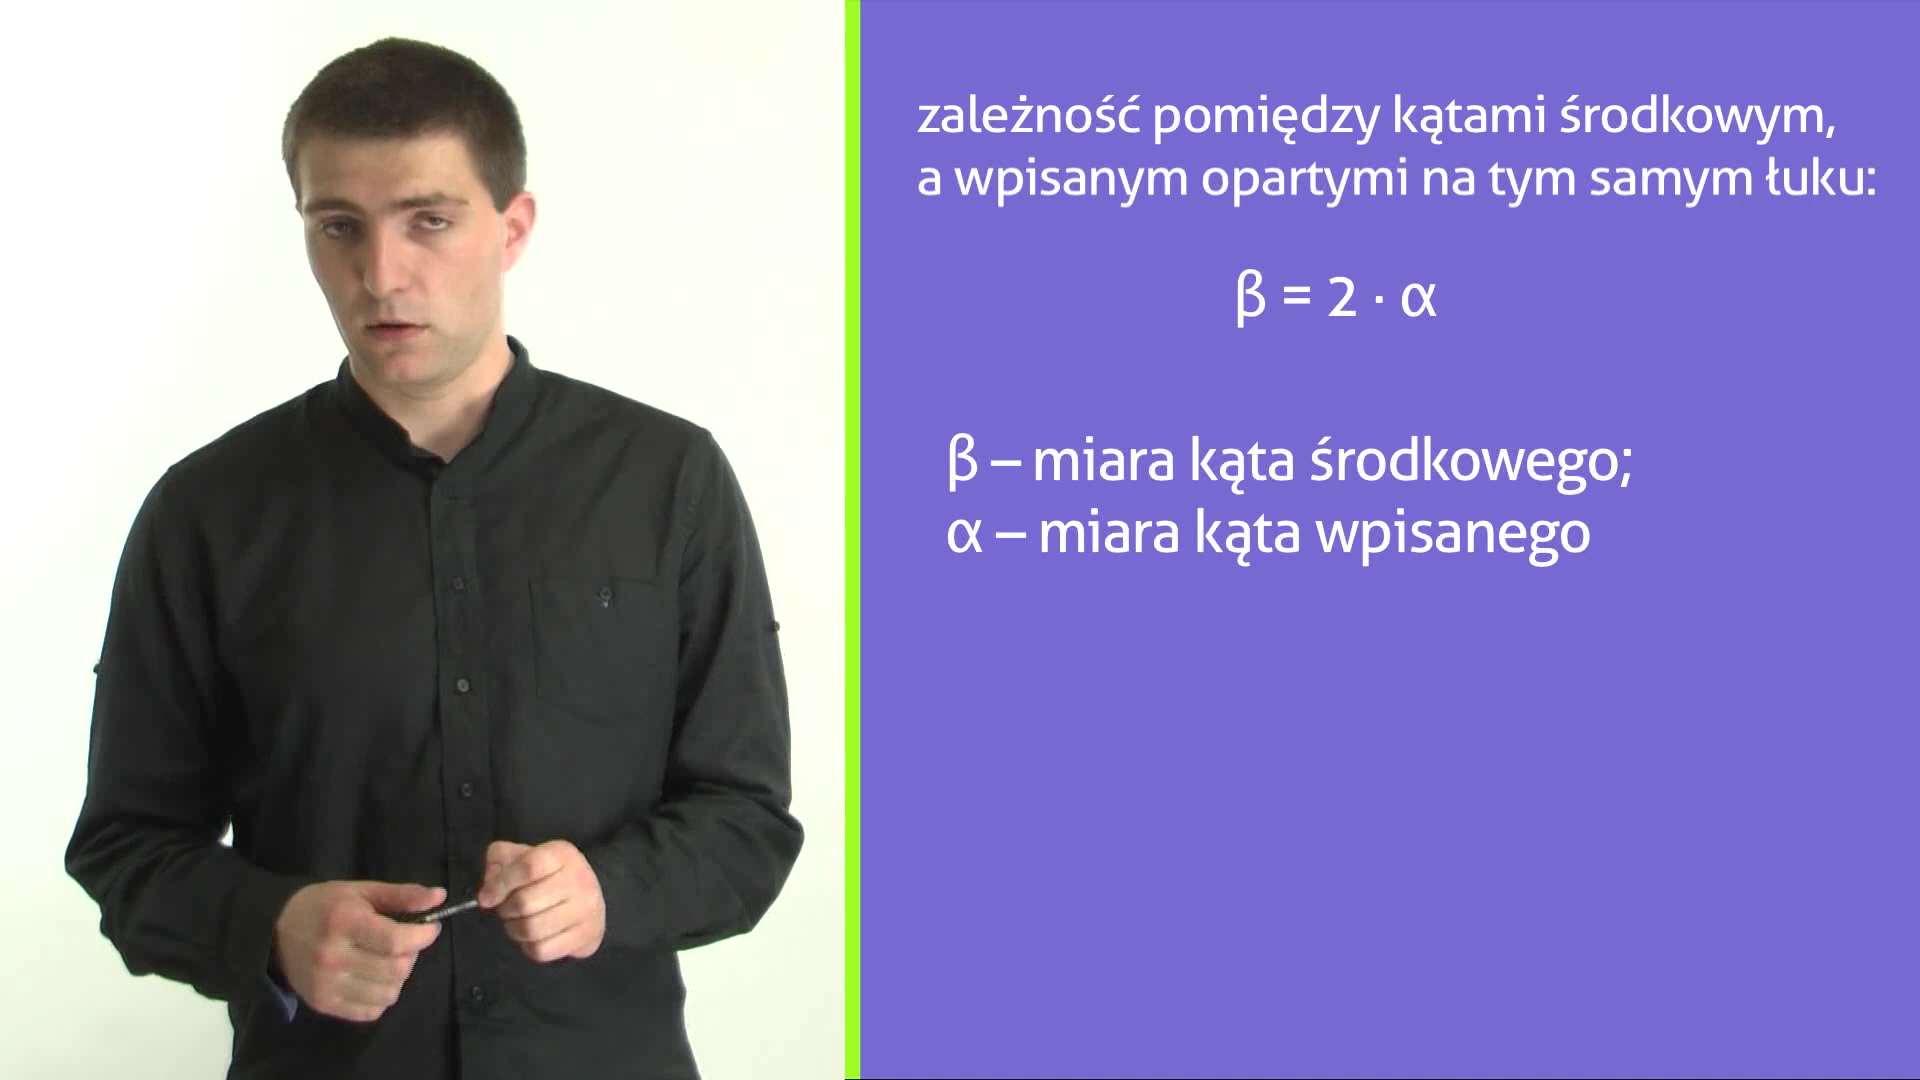 zależność pomiędzy kątami środkowym,
a wpisanym opartymi na tym samym łuku:
β = 2 · α
β – miara kąta środkowego;
α – miara kąta wpisanego